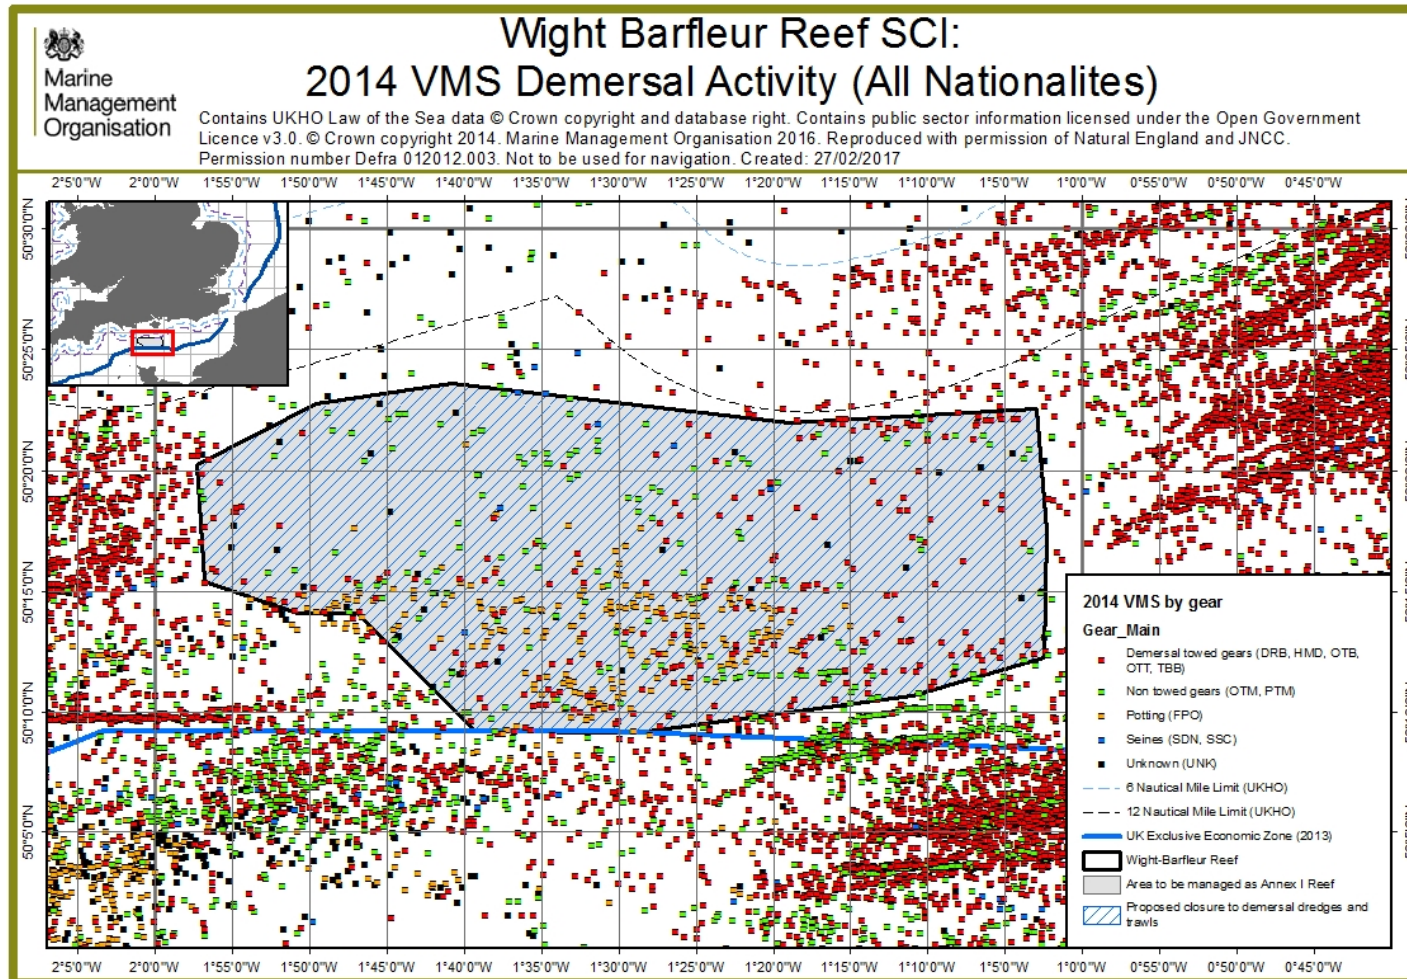 Wight Barfleur Reef SCI:
2014 VMS Demersal Activity (All Nationalites)
Marine
Management
Organisation
Contains UKHO Law of the Sea data © Crown copyright and database right. Contains public sector information licensed under the Open Government
Licence v3.0. © Crown copyright 2014. Marine Management Organisation 2016. Reproduced with permission of Natural England and JNCC.
Permission number Defra 012012.003. Not to be used for navigation. Created: 27/02/2017
2°5'0"W 2°0'0"W 1°55'0"W 1°50'0"W 1°45'0"W 1°40'0"W 1°35'0"W 1°30'0"W 1°25'0"W 1°20'0"W 1°15'0"W 1°10'0"W 1°5'0"W 1°0'0"W 0°55'0"W 0°50'0"W 0°45'0"W
50°30'0"N
50°25'0"N
50°20'0"N
50°15'0"N
50°10'0"N
50°5'0"N
2014 VMS by gear
Gear_Main
Demersal towed gears (DRB, HMD, OTB,
OTT, TBB)
Non towed gears (OTM, PTM)
Potting (FPO)
Seines (SDN, SSC)
Unknown (UNK)
6 Nautical Mile Limit (UKHO)
12 Nautical Mile Limit (UKHO)
UK Exclusive Economic Zone (2013)
Wight-Barfleur Reef
Area to be managed as Annex I Reef
Proposed closure to demersal dredges and
trawls
2°5'0"W 2°0'0"W 1°55'0"W 1°50'0"W 1°45'0"W 1°40'0"W 1°35'0"W 1°30'0"W 1°25'0"W 1°20'0"W 1°15'0"W 1°10'0"W 1°5'0"W 1°0'0"W 0°55'0"W 0°50'0"W 0°45'0"W